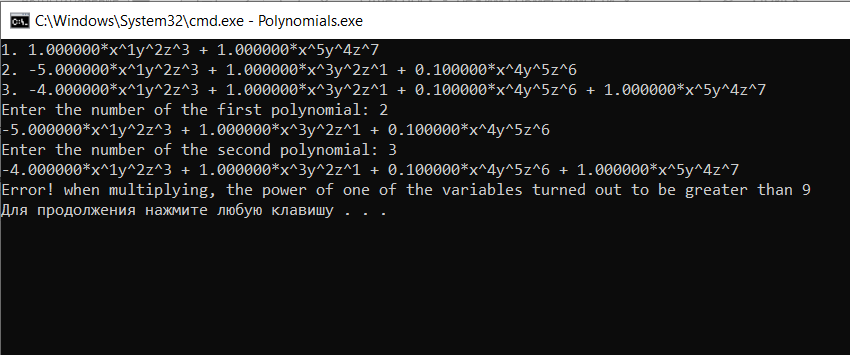 C:\Windows\System32\cmd.exe - Polynomials.exe
1. 1.000000*x^1y^2z^3 + 1.000000*x^5y^4z^7
2. -5.000000*x^1y^2z^3 + 1.000000*x^3y^2z^1 + 0.100000*x^4y^5z^6
3. -4.000000*x^1y^2z^3 + 1.000000*x^3y^2z^1 + 0.100000*x^4y^5z^6 + 1.000000*x^5y^4z^7
Enter the number of the first polynomial: 2
-5.000000*x^1y^2z^3 + 1.000000*x^3y^2z^1 + 0.100000*x^4y^5z^6
Enter the number of the second polynomial: 3
-4.000000*x^1y^2z^3 + 1.000000*x^3y^2z^1 + 0.100000*x^4y^5z^6 + 1.000000*x^5y^4z^7
Error! when multiplying, the power of one of the variables turned out to be greater than 9
Для продолжения нажмите любую клавишу . . .